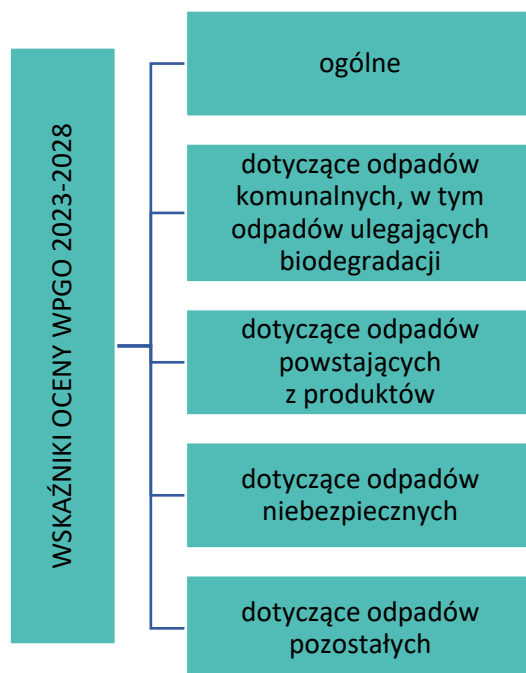 WSKAŹNIKI OCENY WPGO 2023-2028
ogólne
dotyczące odpadów
komunalnych, w tym
odpadów ulegających
biodegradacji
dotyczące odpadów
powstających
z produktów
dotyczące odpadów
niebezpiecznych
dotyczące odpadów
pozostałych